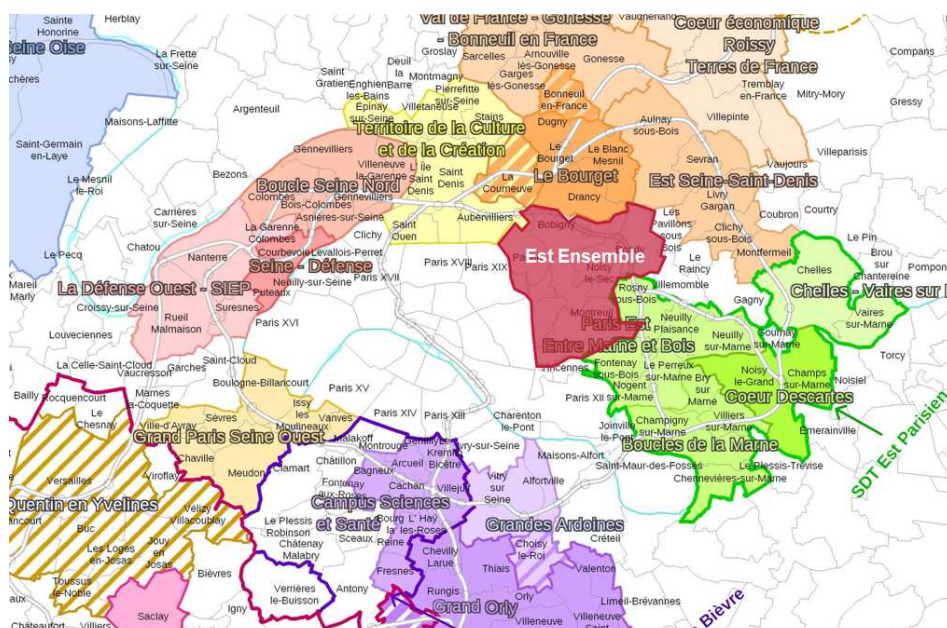 Saint
Honorine
Herblay
Seine Oise
La Frette
sur-Seine
Maisons-Laffitte
Saint-Germain
en-Laye
Le Mesnil
le-Roi
Carrières
sur-Seine
Le Pecq
Mareil
Marly
Chatou
Croissy-sur-Seine
Louveciennes
Bezons
Argenteuil
Saint
Gratien
Enghien
les-Bains
Deuil
la
Barre
Montmagny
Groslay
Val de France - Gonesse
- Bonneuil en France
Sarcelles
Arnouville
lès-Gonesse
Garges
lès-Gonesse
Gonesse
Bonneuil
en-France
Vaudherland
Coeur économique
Roissy
Terres de France
Compans
Tremblay
en-France
Mitry-Mory
Gressy
Villepinte
Villeparisis
Epinay
sur-Seine
Villetaneuse
Pierrefitte
sur-Seine
Stains
Dugny
Territoire de la Culture
et de la Création
Villeneuve
la-Garenne
L' Île
Saint
Denis
Saint
Denis
La
Courneuve
Le
Bourget
Le Blanc
Mesnil
Le Bourget
Drancy
Aulnay
sous-Bois
Sevran
Vaujours
Est Seine-Saint-Denis
Livry
Gargan
Coubron
Courtry
Clichy
sous-Bois
Montfermeil
Gennevilliers
Boucle Seine Nord
Colombes
Bois-Colombes
Gennevilliers
Asnières-sur-Seine
La Garenne
Colombes
Courbevoie
Levallois-Perret
Clichy
Saint
Ouen
Aubervilliers
Nanterre
Seine - Défense
Neuilly-sur-Seine
Puteaux
La Défense Ouest - SIEP
Suresnes
Rueil
Malmaison
Paris XVII
Paris XVIII
Paris XIX
Paris XVI
Bobigny
Est Ensemble
Noisy
le-Sec
Montreuil
Les
Pavillons
sous
Bois
Le
Raincy
Villemomble
Rosny
sous-Bois
Gagny
Le Pin
Brou
sur
Chantereine
Chelles
Pompon
Chelles - Vaires sur
Vaires
sur-Marne
Torcy
Paris Est
Entre Marne et Bois
Neuilly
Plaisance
Neuilly
sur-Marne
Gournay
sur-Marne
Vincennes
Fontenay
sous-Bois
Nogent
sur-Marne
Le Perreux
sur-Marne
Bry
sur
Marne
Noisy
le-Grand
Champs
sur-Marne
Noisiel
Coeur Descartes
Paris XII
Champigny
sur-Marne
Villiers
sur-Marne
Joinville
le-Pont
Boucles de la Marne
Emerainville
Saint-Maur-des-Fossés
Le Plessis-Trévise
Chennevières-sur-Marne
SDT Est Parisien
La Celle-Saint-Cloud
Vaucresson
Garches
Saint-Cloud
Boulogne-Billancourt
Paris XV
Marnes
la-Coquette
Bailly
Rocquencourt
Le
Chesnay
Ville-d'Avray
Sèvres
Issy
les
Moulineaux
Vanves
Paris XIV
Paris XIII
Grand Paris Seine Ouest
Malakoff
Montrouge
Gentilly
Le
Kremlin
Bicêtre
Ivry-sur-Seine
Charenton
le-Pont
Chaville
Meudon
Clamart
Châtillon
Bagneux
Arcueil
Maisons-Alfort
Versailles
Viroflay
Quentin en Yvelines
Vélizy
Villacoublay
Fontenay
aux-Roses
Cachan
Villejuif
Vitry
sur
Seine
Alfortville
Campus Sciences
et Santé
Buc
Le Plessis
Robinson
Châtenay
Malabry
Sceaux
Bourg
la
Reine
L' Haÿ
les-Roses
Grandes Ardoines
Créteil
Les Loges
en-Josas
Jouy
en
Josas
Bièvres
Chevilly
Larue
Choisy
le-Roi
Thiais
Valenton
Toussus
le-Noble
Verrières
le-Buisson
Antony
Fresnes
Rungis
Orly
Grand Orly
Limeil-Brévannes
Châteaufort
Villiers
Saclay
Igny
Villeneuve
Villeneuve
Saint
Bièvre